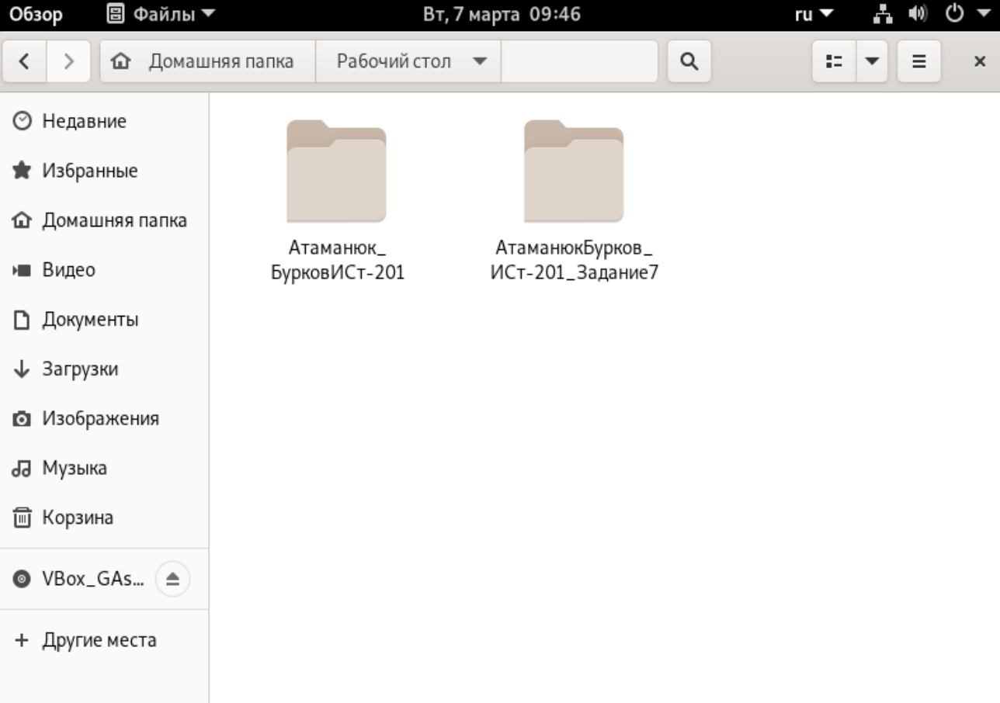 Обзор Файлы Вт, 7 марта 09:46 ru
Домашняя папка Рабочий стол
Недавние
Избранные
Домашняя папка
Видео
Документы
Загрузки
Изображения
Музыка
Корзина
VBox_GAs...
Другие места
Атаманюк_
БурковИСт-201
АтаманюкБурков_
ИСт-201_Задание7